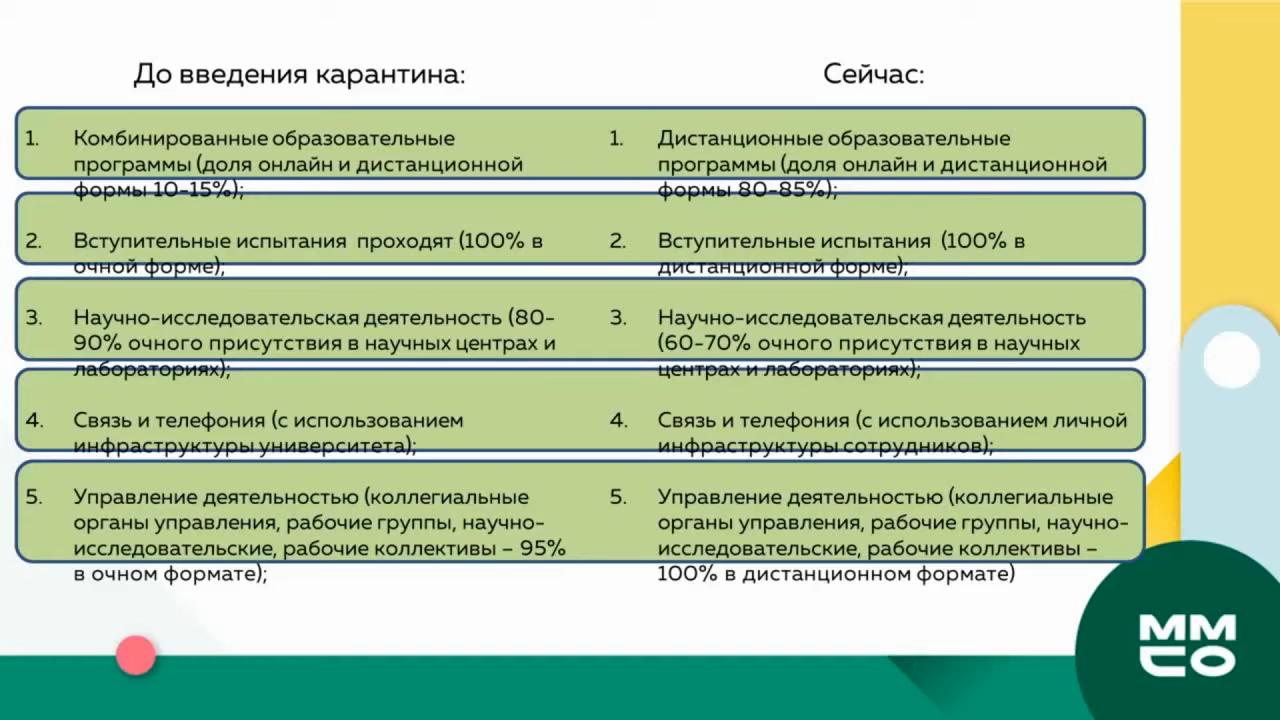 До введения карантина:
1. Комбинированные образовательные
программы (доля онлайн и дистанционной
формы 10-15%);
2. Вступительные испытания проходят (100% в
очной форме);
3. Научно-исследовательская деятельность (80-
90% очного присутствия в научных центрах и
лабораториях);
4. Связь и телефония (с использованием
инфраструктуры университета);
5. Управление деятельностью (коллегиальные
органы управления, рабочие группы, научно-
исследовательские, рабочие коллективы – 95%
в очном формате);
Сейчас:
1. Дистанционные образовательные
программы (доля онлайн и дистанционной
формы 80-85%);
2. Вступительные испытания (100% в
дистанционной форме);
3. Научно-исследовательская деятельность
(60-70% очного присутствия в научных
центрах и лабораториях);
4. Связь и телефония (с использованием личной
инфраструктуры сотрудников);
5. Управление деятельностью (коллегиальные
органы управления, рабочие группы, научно-
исследовательские, рабочие коллективы –
100% в дистанционном формате)
ММ
СО